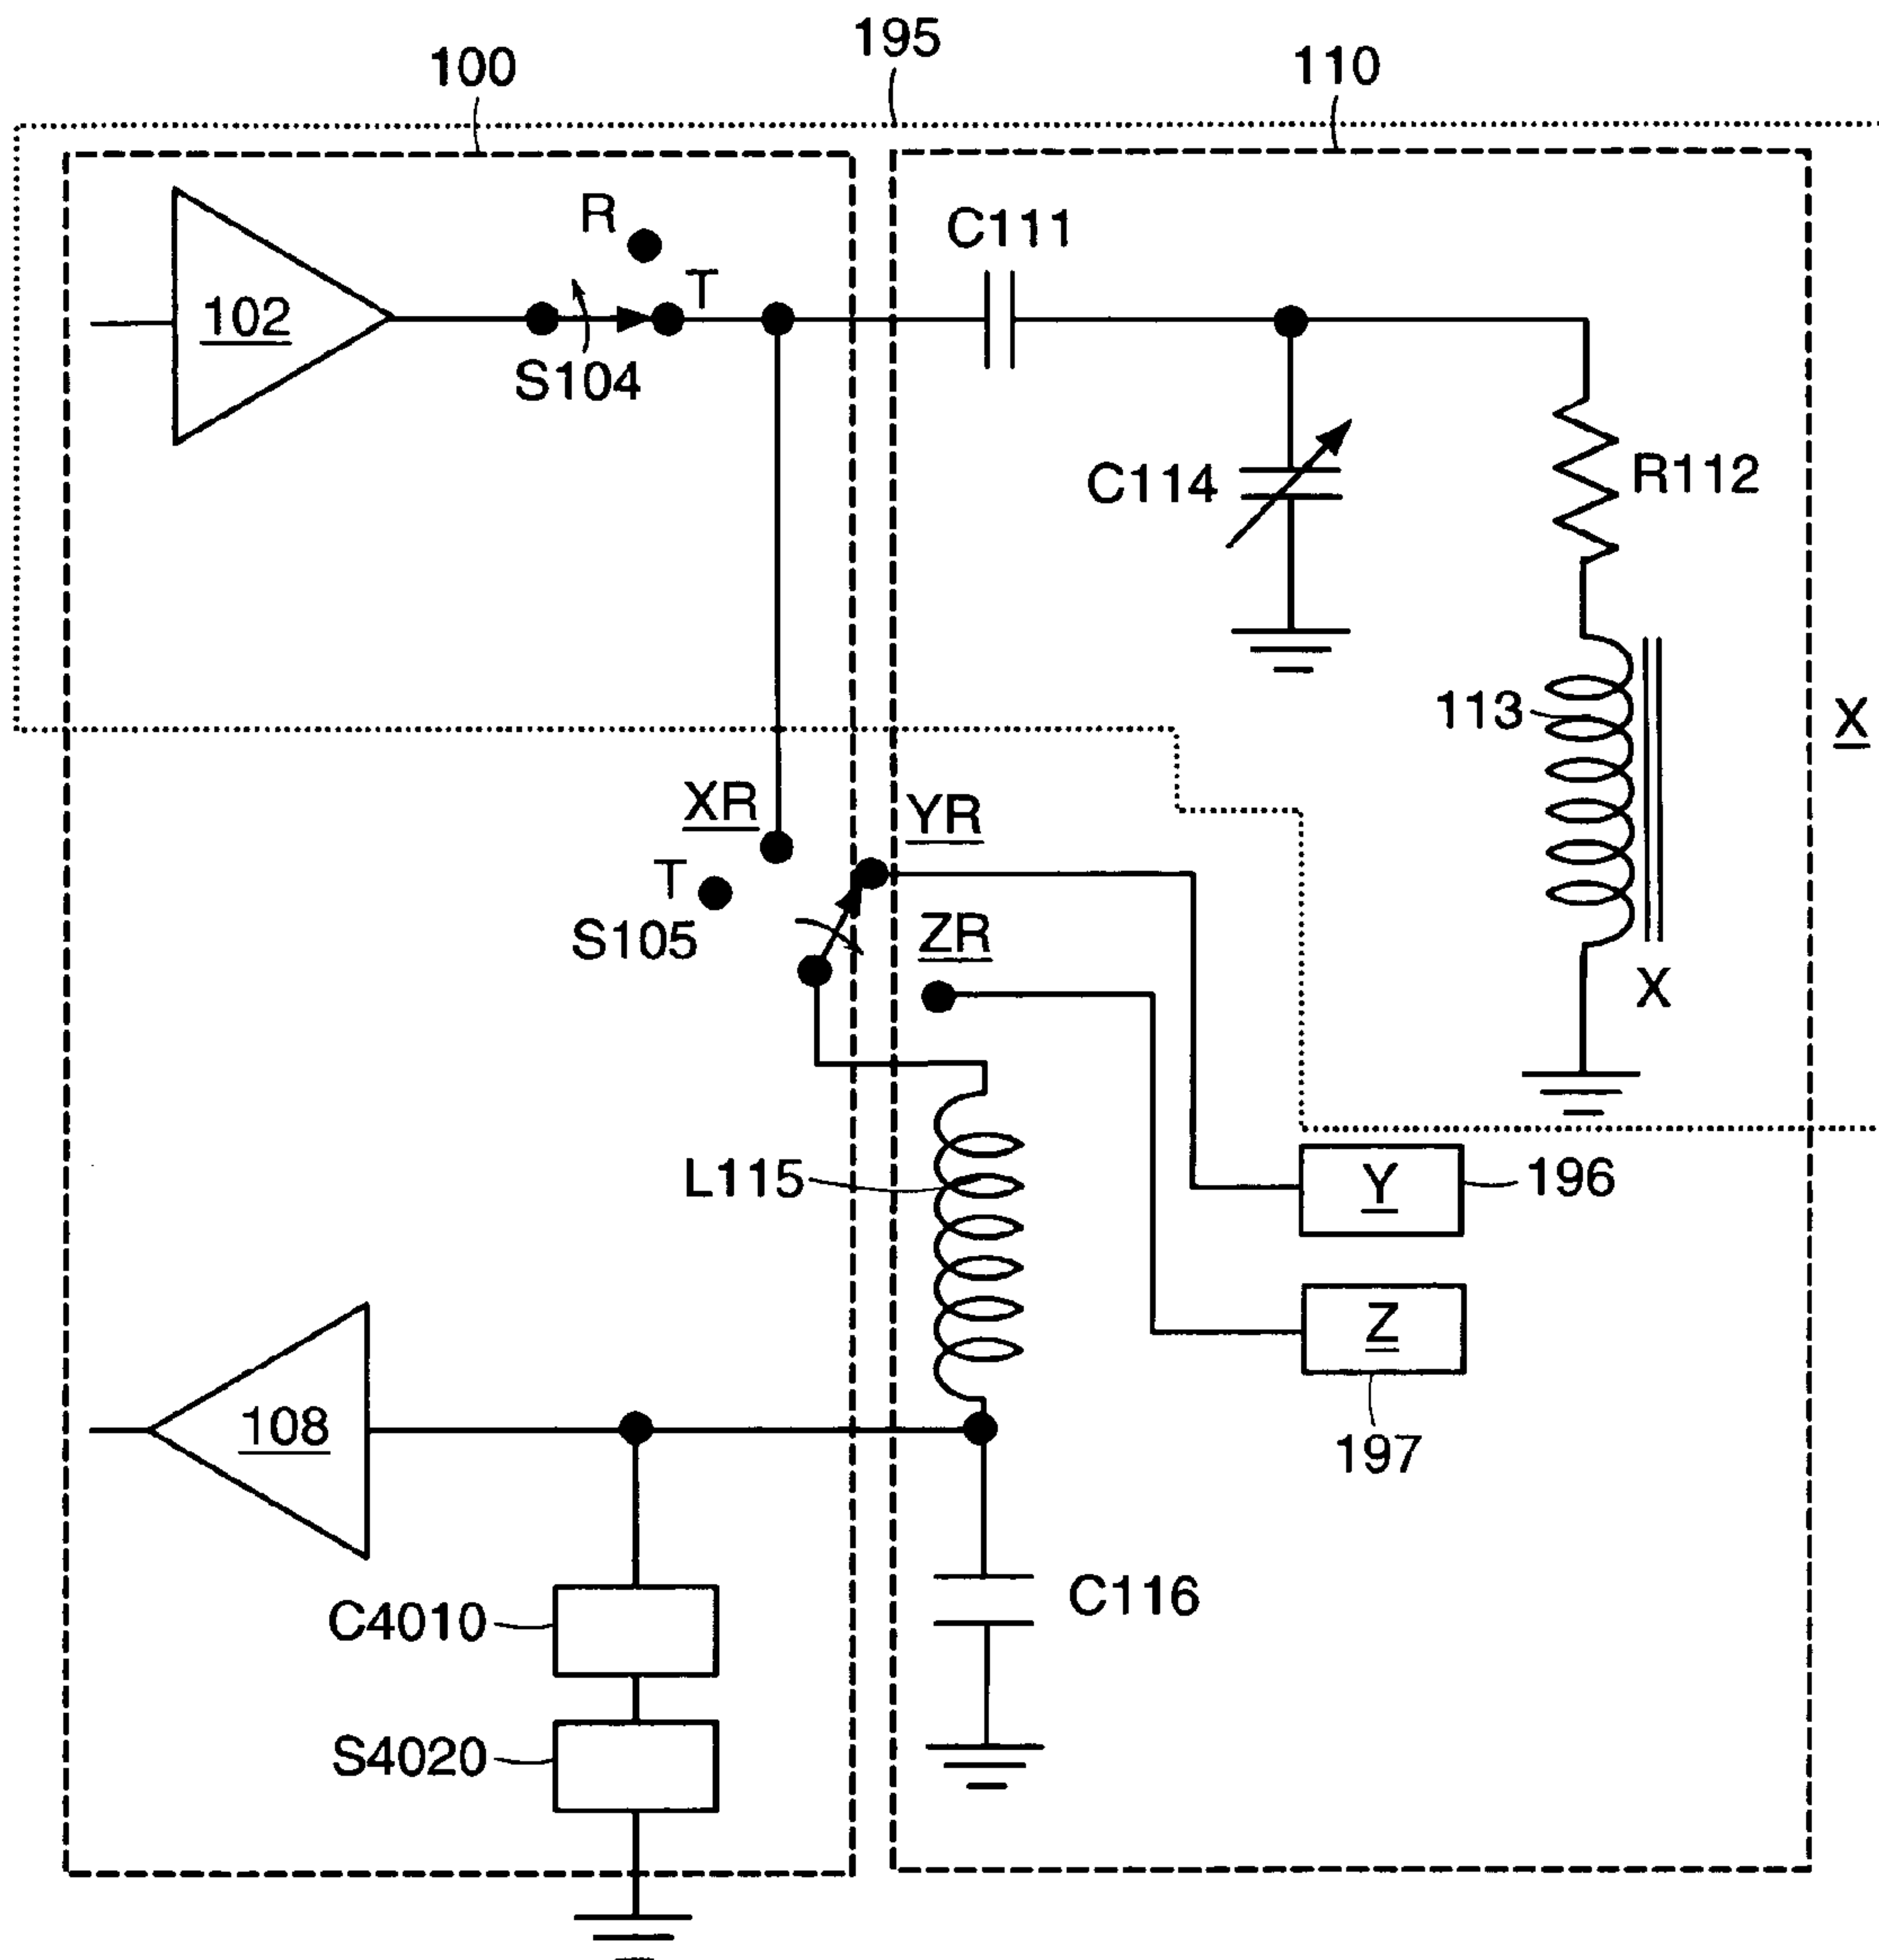 195
100
110
R
C111
T
102
S104
C114
R112
113
X
XR
YR
T
S105
ZR
X
L115
Y
196
Z
108
197
C4010
C116
S4020